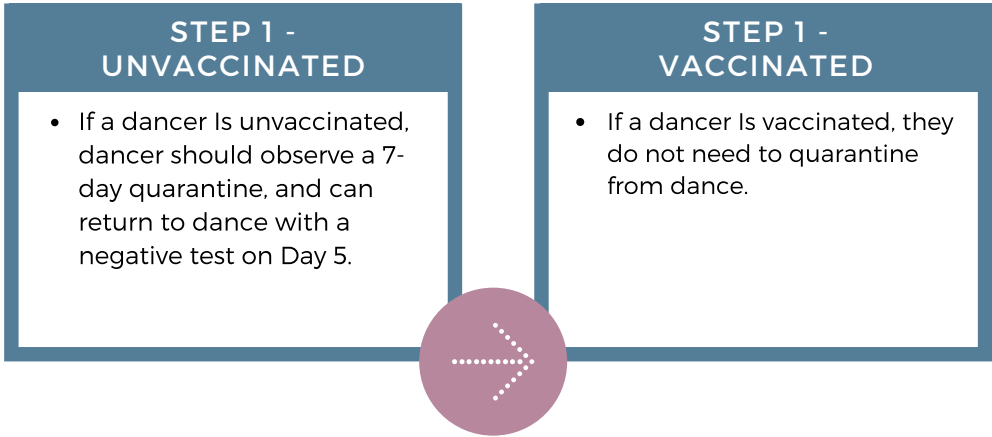 STEP 1 -
UNVACCINATED
• If a dancer Is unvaccinated,
dancer should observe a 7-
day quarantine, and can
return to dance with a
negative test on Day 5.
STEP 1 -
VACCINATED
• If a dancer Is vaccinated, they
do not need to quarantine
from dance.